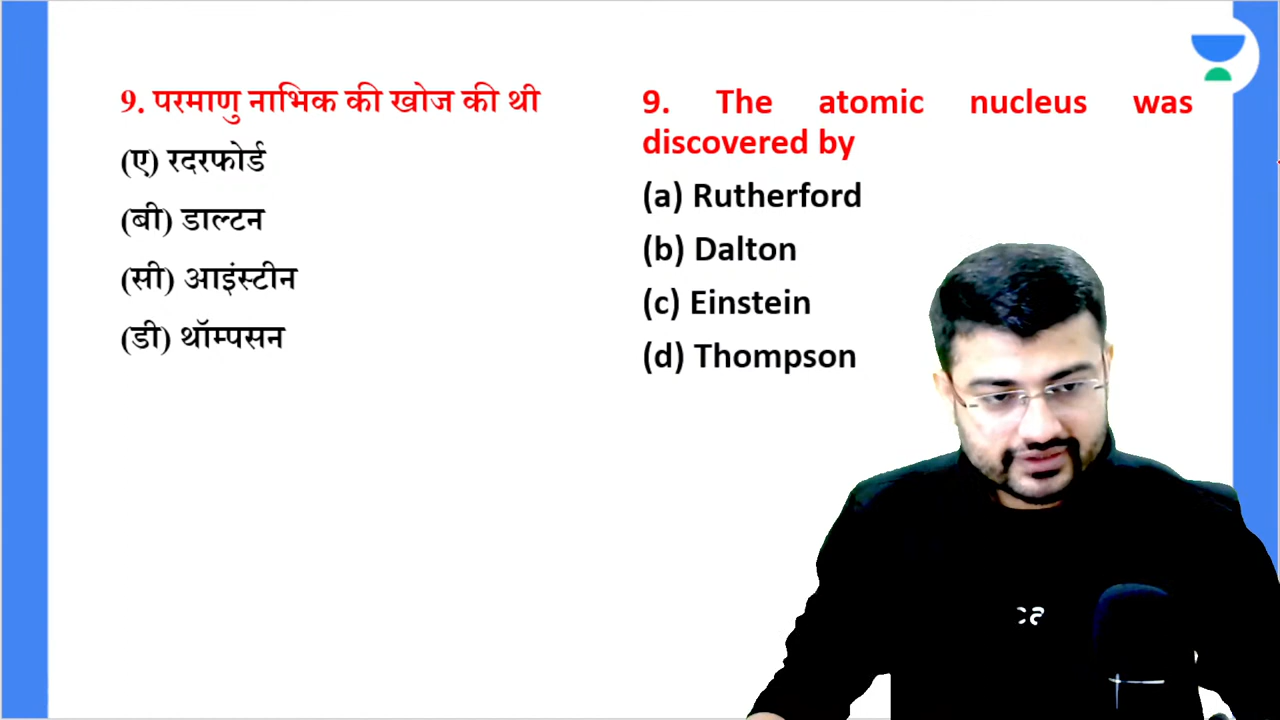 9. परमाणु नाभिक की खोज की थी
(ए) रदरफोर्ड
(बी) डाल्टन
(सी) आइंस्टीन
(डी) थॉम्पसन
9. The atomic nucleus was
discovered by
(a) Rutherford
(b) Dalton
(c) Einstein
(d) Thompson